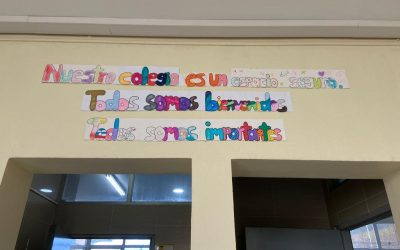 Nuestro colegio es un espacio seguro.
Todos somos bienvenidos
Todos somos importantes